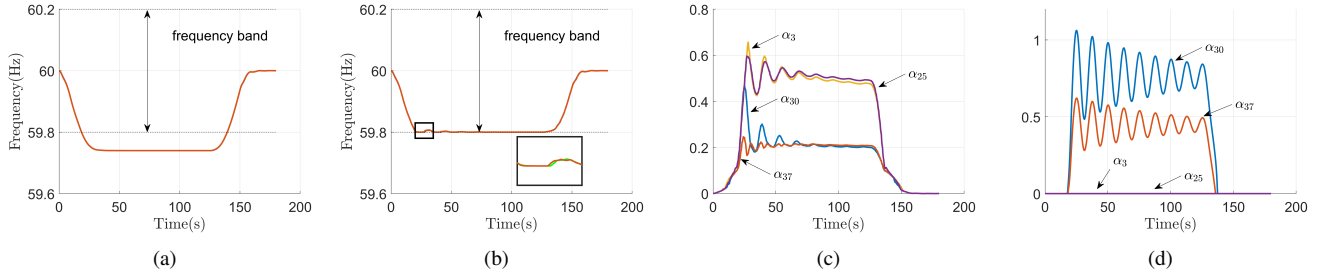 60.2
60
59.8
59.6
Frequency(Hz)
frequency band
0
50
100
150
200
Time(s)
(a)
60.2
60
59.8
59.6
Frequency(Hz)
frequency band
0
50
100
150
200
Time(s)
(b)
0.8
0.6
0.4
0.2
0
α3
α25
α30
α37
0
50
100
150
200
Time(s)
(c)
1
0.5
0
α30
α37
α3
α25
0
50
100
150
200
Time(s)
(d)